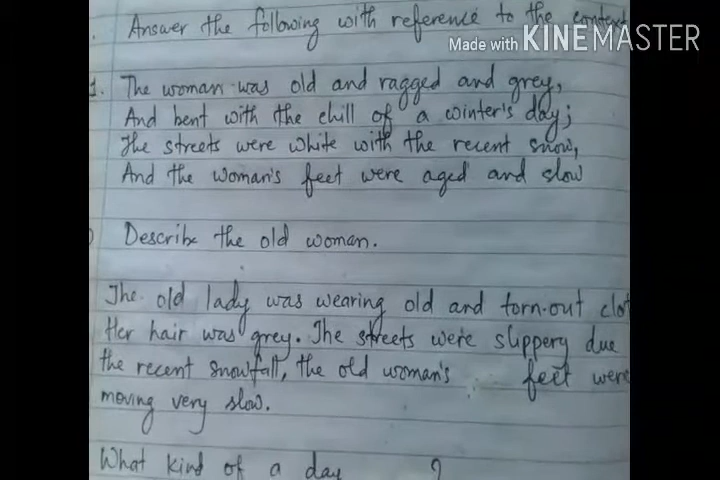 Answer the following with reference to the context
Made with KINEMASTER
1. The woman was old and ragged and grey,
And bent with the chill of a winter's day;
The streets were white with the recent snow,
And the woman's feet were aged and slow
Describe the old woman.
The old lady was wearing old and torn-out clot
Her hair was grey. The streets were slippery due
the recent snowfall, the old woman's feet were
moving very slow.
What kind of a day ?